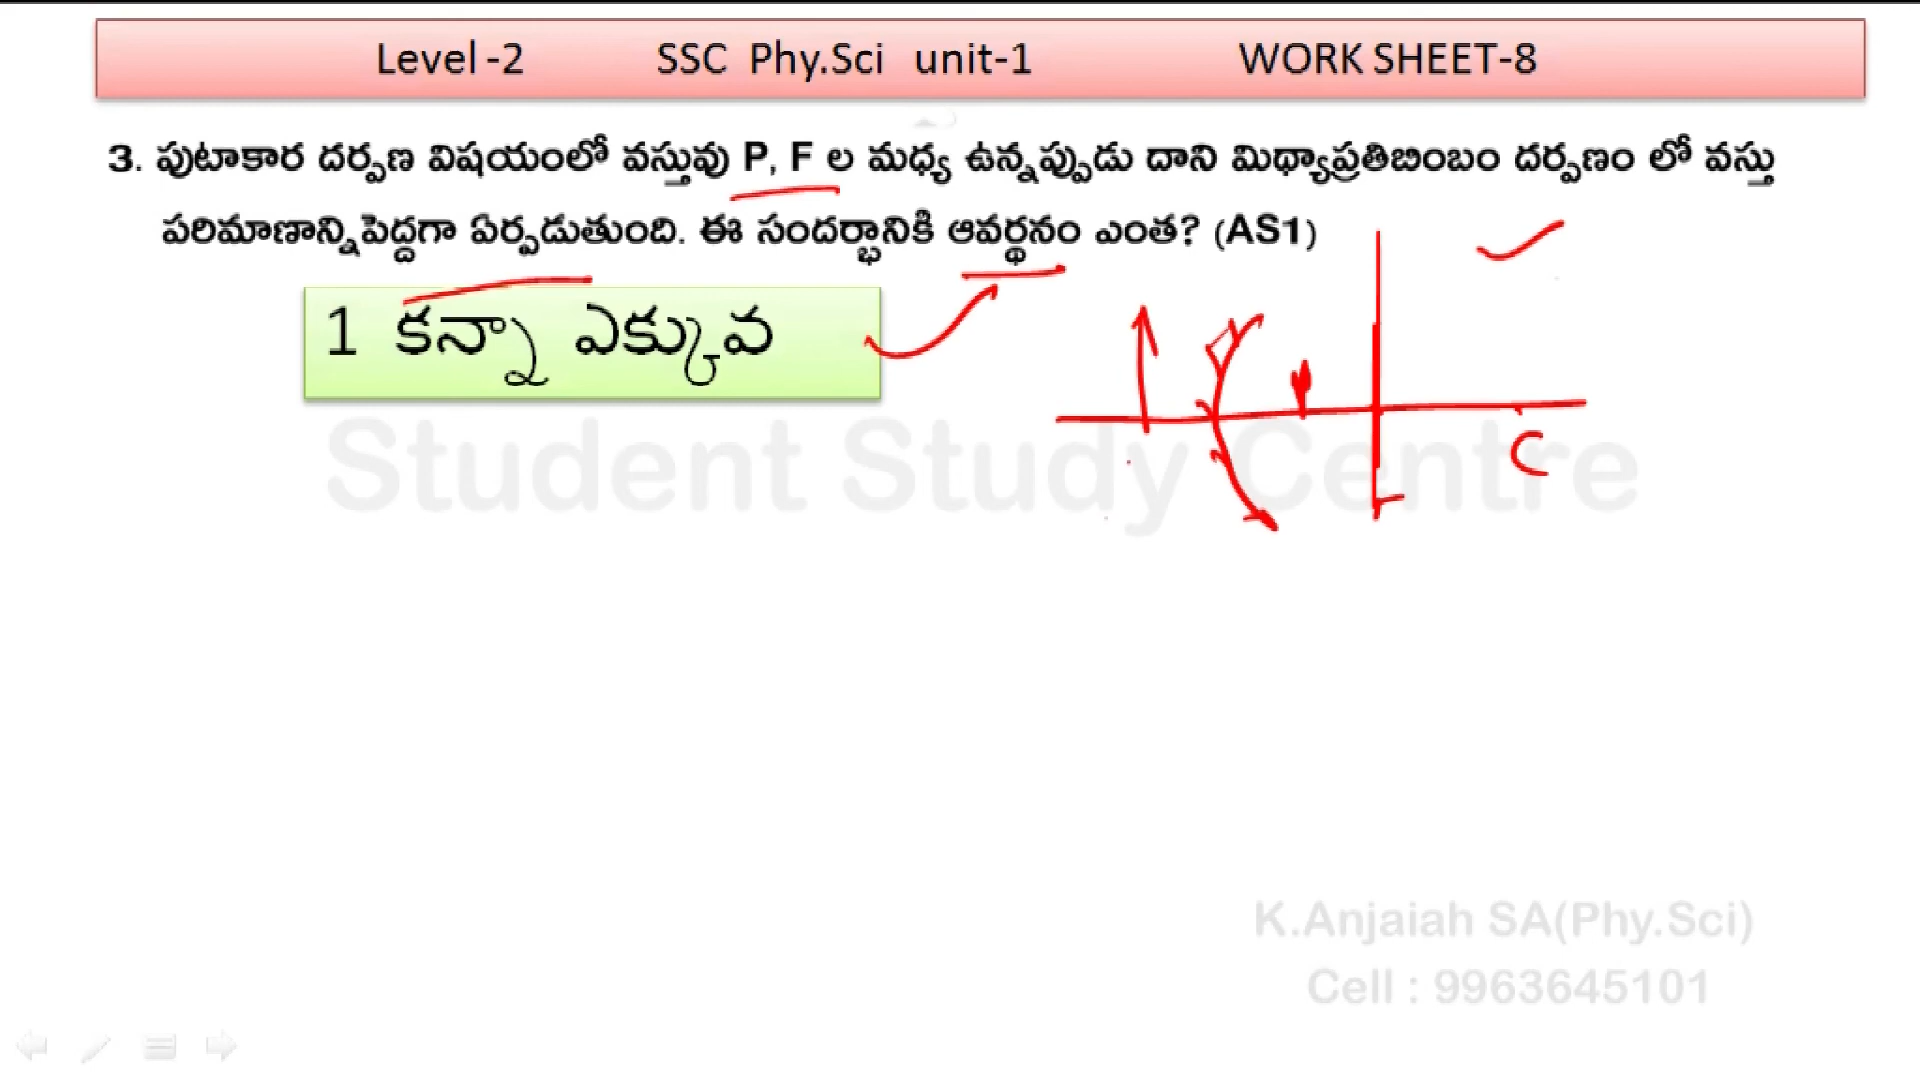 Level -2 SSC Phy.Sci unit-1 WORK SHEET-8
3. పుటాకార దర్పణ విషయంలో వస్తువు P, F ల మధ్య ఉన్నప్పుడు దాని మిథ్యాప్రతిబింబం దర్పణం లో వస్తు
పరిమాణాన్నిపెద్దగా ఏర్పడుతుంది. ఈ సందర్భానికి ఆవర్థనం ఎంత? (AS1)
1 కన్నా ఎక్కువ
C
Student Study Centre
K.Anjaiah SA(Phy.Sci)
Cell : 9963645101